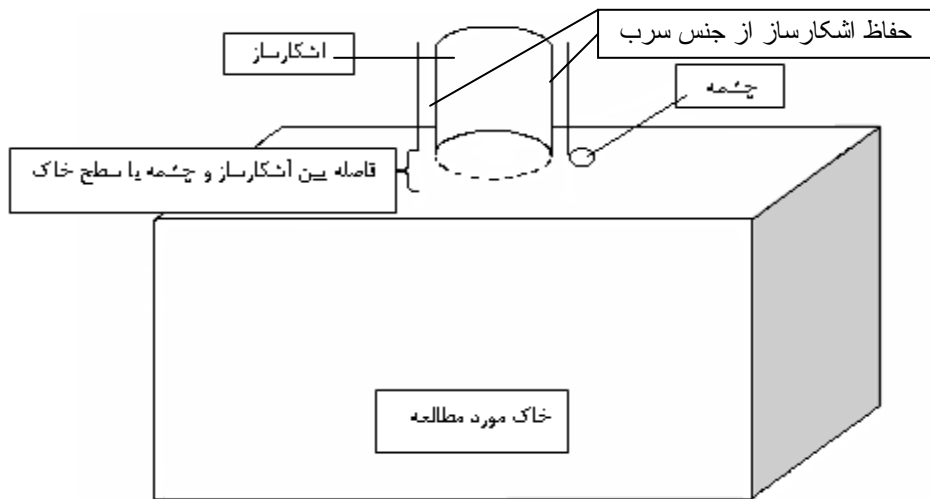 حفاظ اشکارساز از جنس سرب
اشکارساز
چشمه
فاصله بین آشکارساز و چشمه با سطح خاک
خاک مورد مطالعه